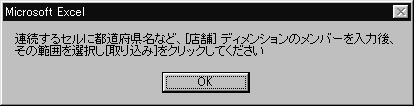 Microsoft Excel
連続するセルに都道府県名など、[店舗] ディメンションのメンバーを入力後、
その範囲を選択し[取り込み]をクリックしてください
OK